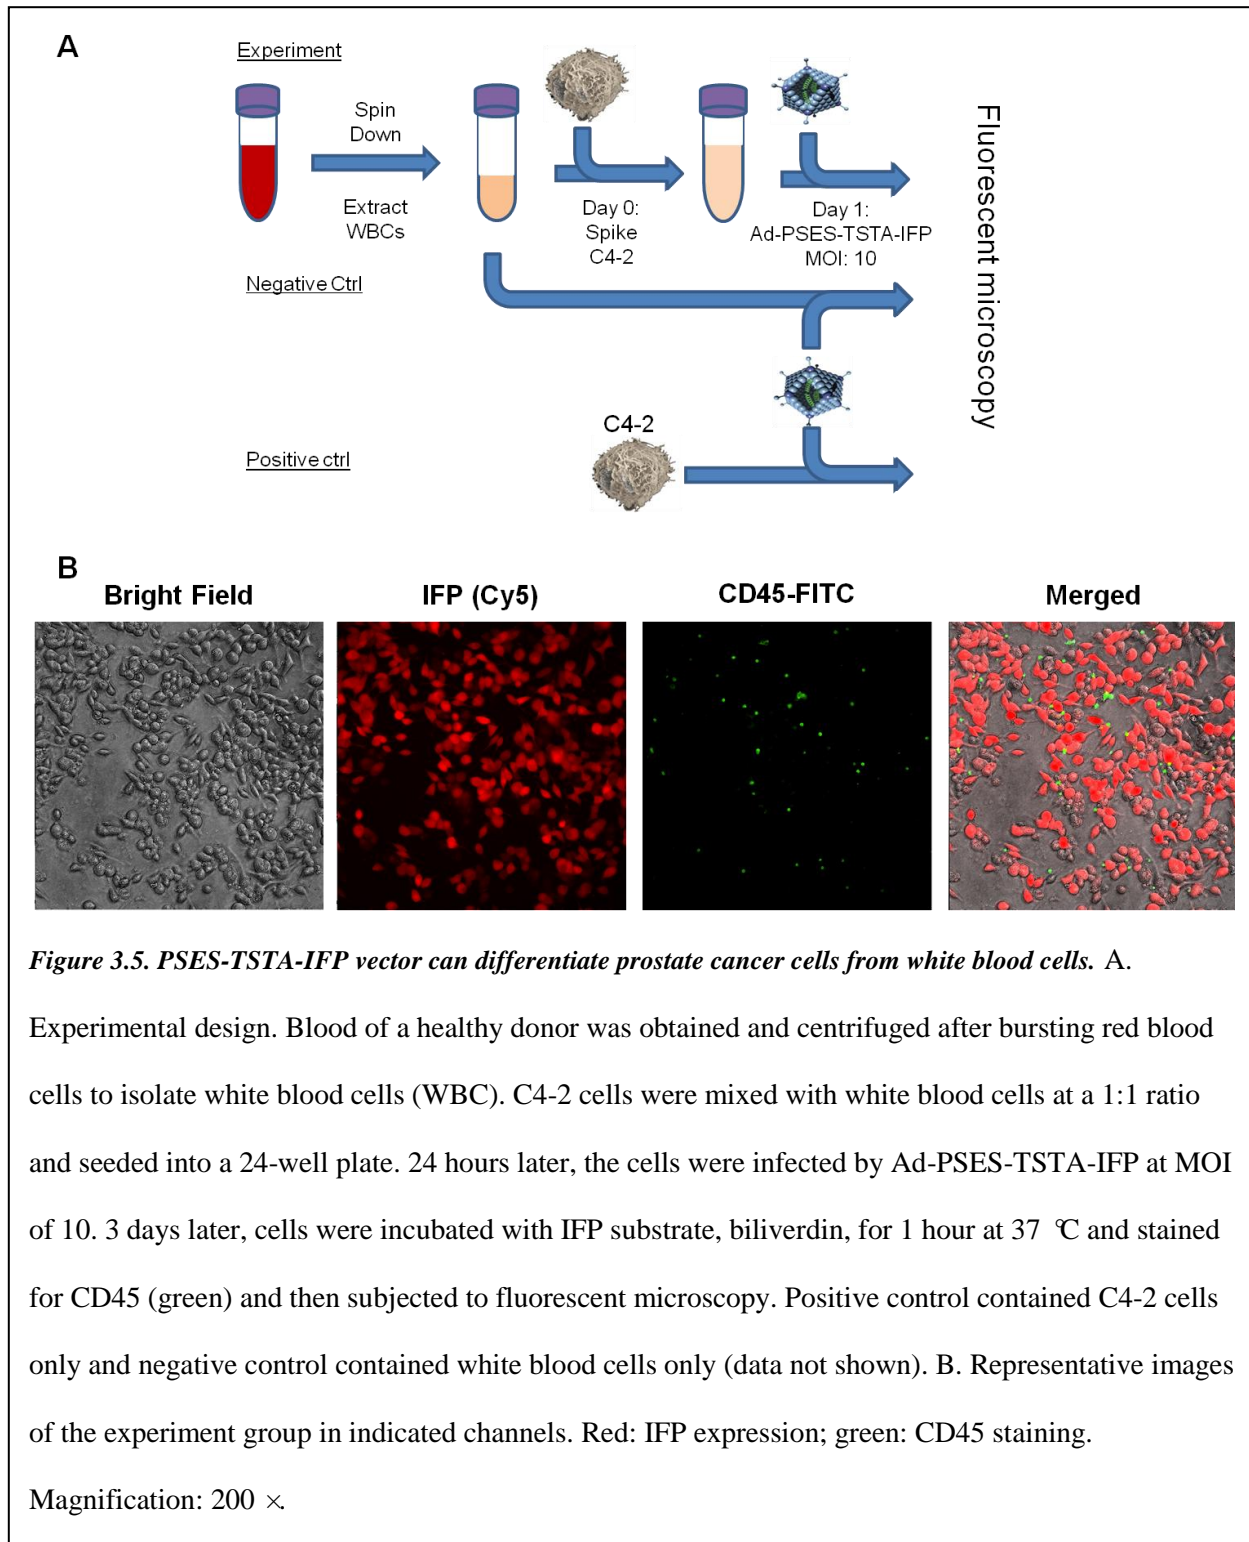 A
Experiment
Spin
Down
Extract
WBCs
Day 0:
Spike
C4-2
Day 1:
Ad-PSES-TSTA-IFP
MOI: 10
Fluorescent microscopy
Negative Ctrl
C4-2
Positive ctrl
B
Bright Field
IFP (Cy5)
CD45-FITC
Merged
Figure 3.5. PSES-TSTA-IFP vector can differentiate prostate cancer cells from white blood cells. A.
Experimental design. Blood of a healthy donor was obtained and centrifuged after bursting red blood
cells to isolate white blood cells (WBC). C4-2 cells were mixed with white blood cells at a 1:1 ratio
and seeded into a 24-well plate. 24 hours later, the cells were infected by Ad-PSES-TSTA-IFP at MOI
of 10. 3 days later, cells were incubated with IFP substrate, biliverdin, for 1 hour at 37 ℃ and stained
for CD45 (green) and then subjected to fluorescent microscopy. Positive control contained C4-2 cells
only and negative control contained white blood cells only (data not shown). B. Representative images
of the experiment group in indicated channels. Red: IFP expression; green: CD45 staining.
Magnification: 200 ×.